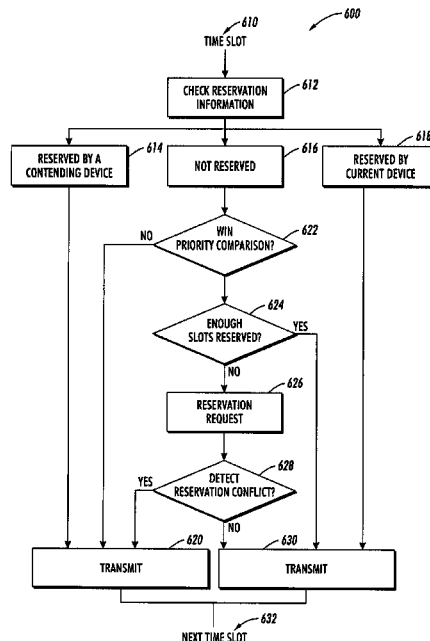 610
600
TIME SLOT
612
CHECK RESERVATION
INFORMATION
618
RESERVED BY A
CONTENDING DEVICE
614
NOT RESERVED
616
RESERVED BY
CURRENT DEVICE
622
NO
WIN
PRIORITY COMPARISON?
624
ENOUGH
SLOTS RESERVED?
YES
NO
626
RESERVATION
REQUEST
628
YES
DETECT
RESERVATION CONFLICT?
NO
620
630
TRANSMIT
TRANSMIT
632
NEXT TIME SLOT